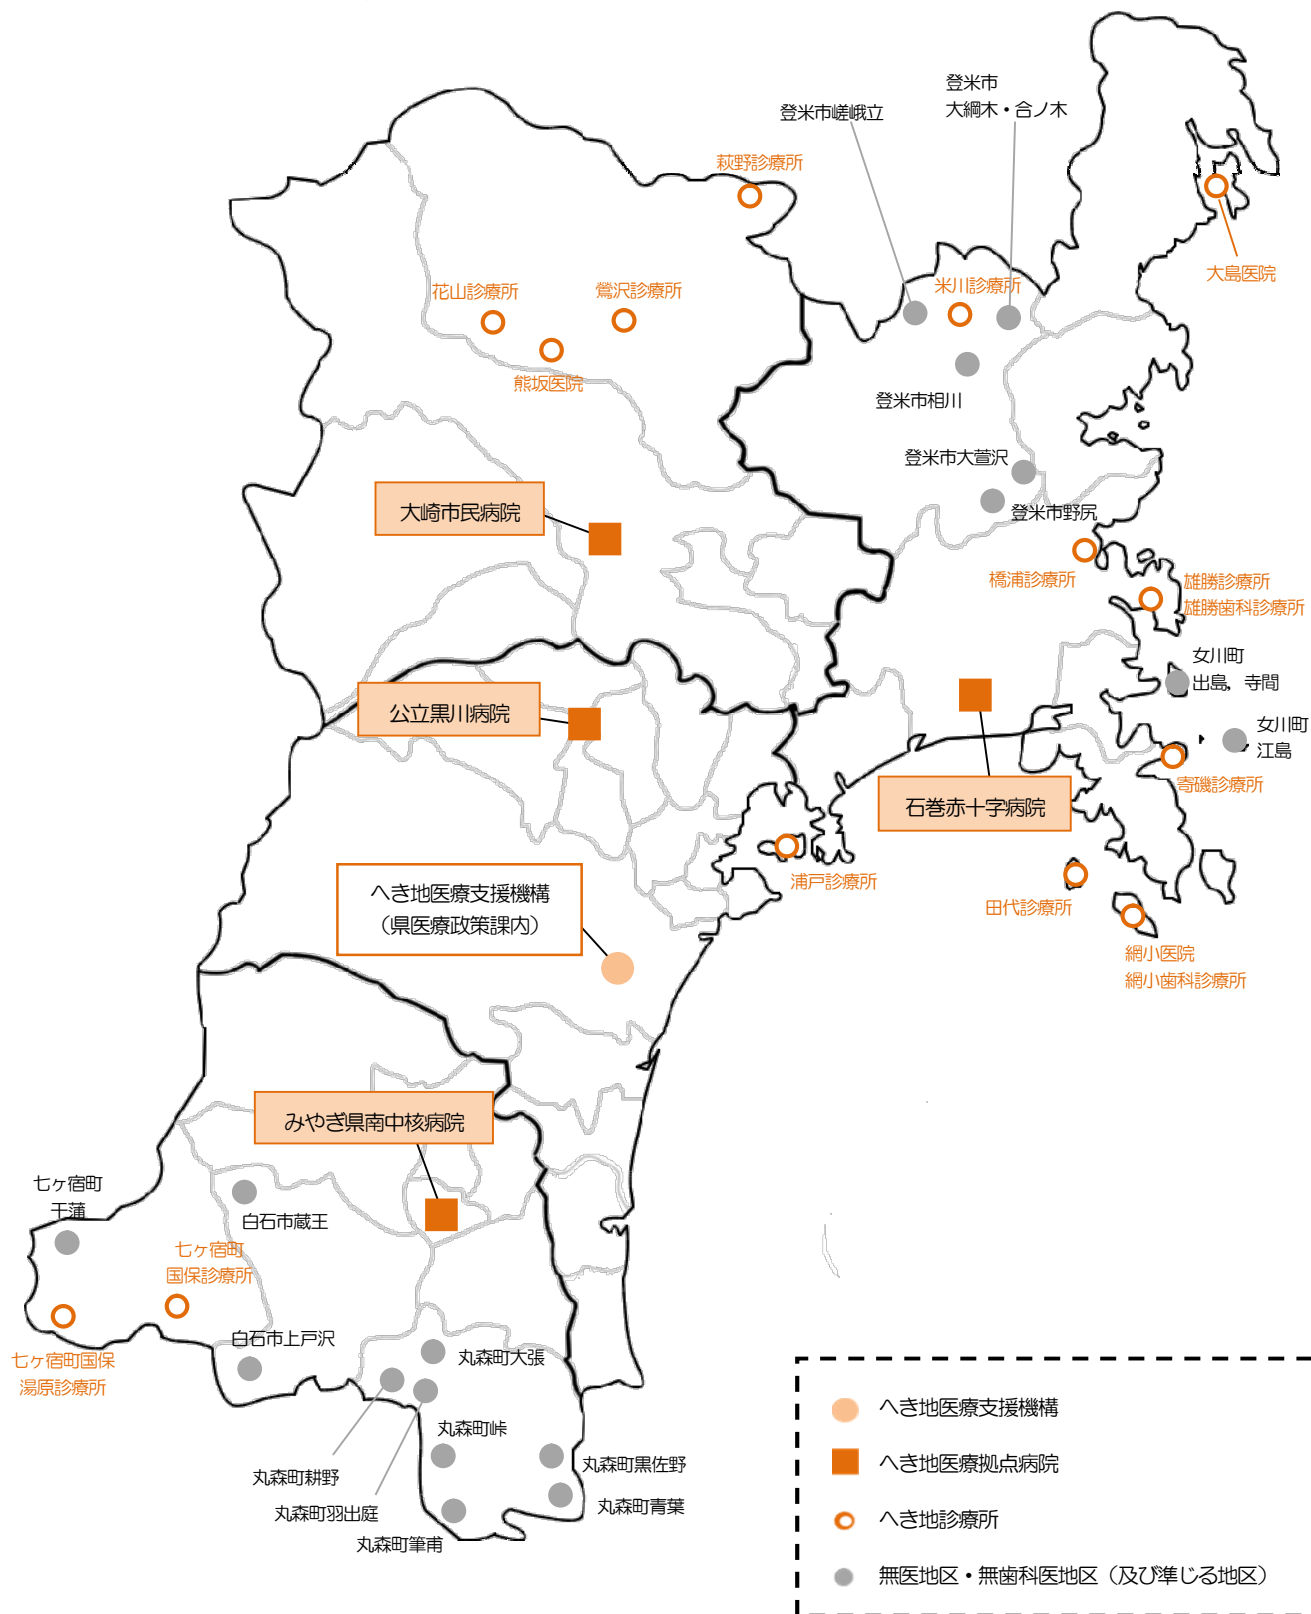 登米市
大綱木・合ノ木
登米市嵯峨立
萩野診療所
大島医院
米川診療所
花山診療所
鶯沢診療所
熊坂医院
登米市相川
登米市大萱沢
登米市野尻
大崎市民病院
橋浦診療所
雄勝診療所
雄勝歯科診療所
女川町
出島，寺間
公立黒川病院
女川町
江島
寄磯診療所
石巻赤十字病院
浦戸診療所
田代診療所
へき地医療支援機構
（県医療政策課内）
網小医院
網小歯科診療所
みやぎ県南中核病院
七ヶ宿町
干蒲
白石市蔵王
七ヶ宿町
国保診療所
白石市上戸沢
七ヶ宿町国保
湯原診療所
丸森町大張
丸森町峠
丸森町耕野
丸森町黒佐野
丸森町羽出庭
丸森町青葉
丸森町筆甫
へき地医療支援機構
へき地医療拠点病院
へき地診療所
無医地区・無歯科医地区（及び準じる地区）